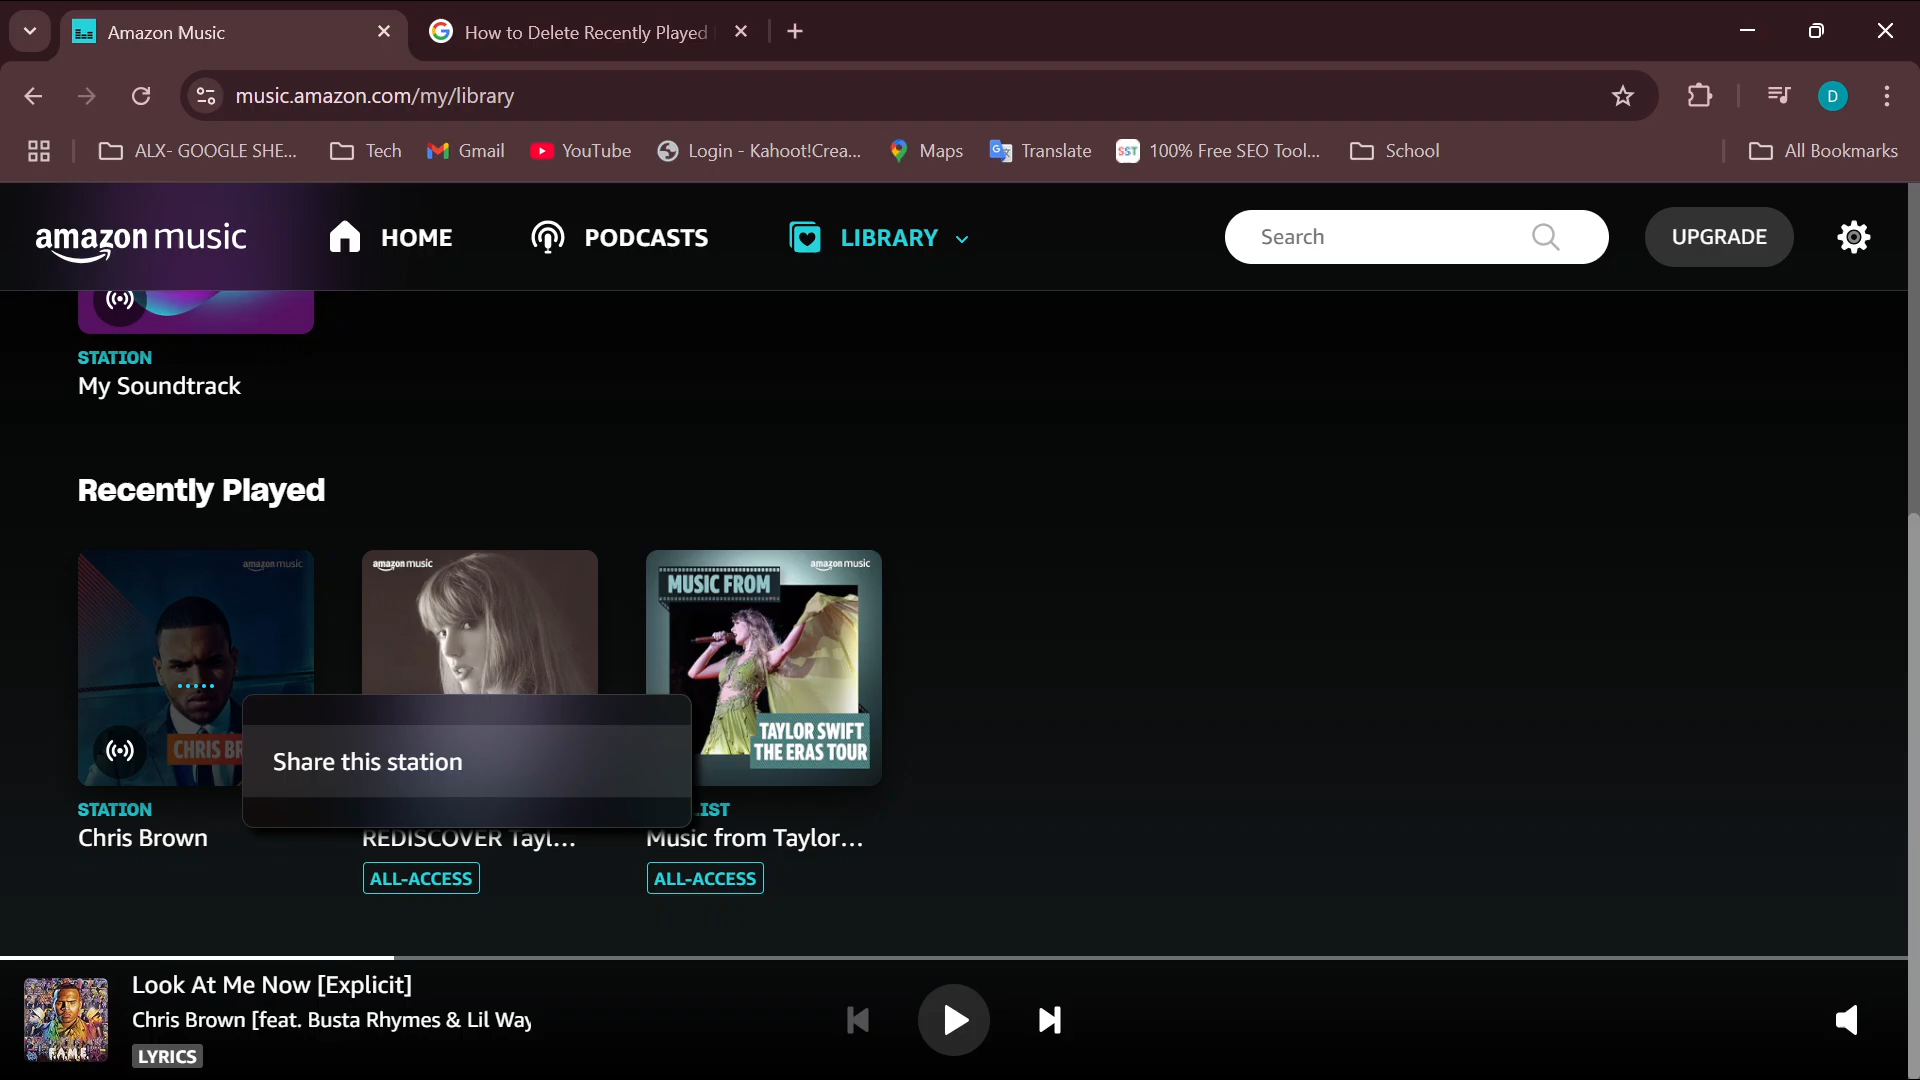 Amazon Music
How to Delete Recently Played
music.amazon.com/my/library
D
ALX- GOOGLE SHE...
Tech
Gmail
YouTube
Login - Kahoot!Crea...
Maps
Translate
SST
100% Free SEO Tool...
School
All Bookmarks
amazon music
HOME
PODCASTS
LIBRARY
Search
UPGRADE
STATION
My Soundtrack
Recently Played
amazon music
CHRIS BR
amazon music
amazon music
MUSIC FROM
TAYLOR SWIFT
THE ERAS TOUR
Share this station
STATION
Chris Brown
REDISCOVER Tayl...
ALL-ACCESS
LIST
Music from Taylor...
ALL-ACCESS
Look At Me Now [Explicit]
Chris Brown [feat. Busta Rhymes & Lil Way
LYRICS
F.A.M.E.